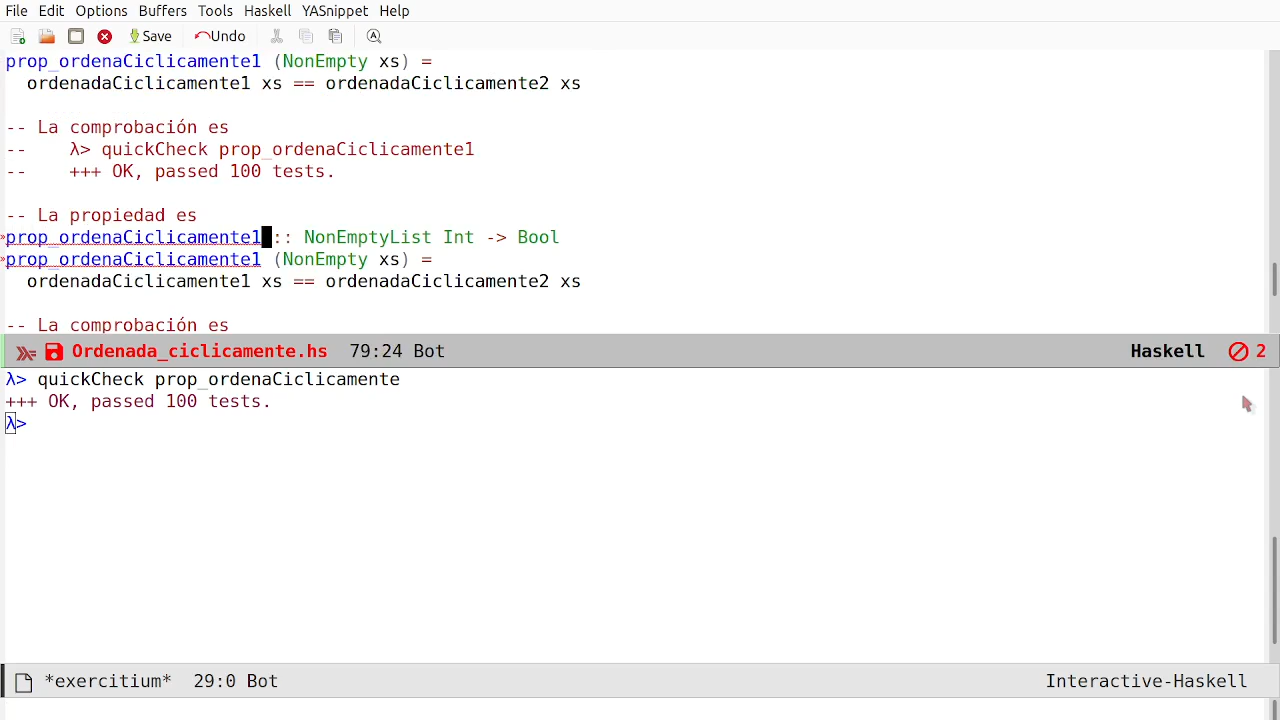 File Edit Options Buffers Tools Haskell YASnippet Help
Save Undo
prop_ordenaCiclicamente1 (NonEmpty xs) =
  ordenadaCiclicamente1 xs == ordenadaCiclicamente2 xs
-- La comprobación es
--    λ> quickCheck prop_ordenaCiclicamente1
--    +++ OK, passed 100 tests.
-- La propiedad es
prop_ordenaCiclicamente1 :: NonEmptyList Int -> Bool
prop_ordenaCiclicamente1 (NonEmpty xs) =
  ordenadaCiclicamente1 xs == ordenadaCiclicamente2 xs
-- La comprobación es
Ordenada_ciclicamente.hs 79:24 Bot Haskell 2
λ> quickCheck prop_ordenaCiclicamente
+++ OK, passed 100 tests.
λ>
*exercitium* 29:0 Bot Interactive-Haskell